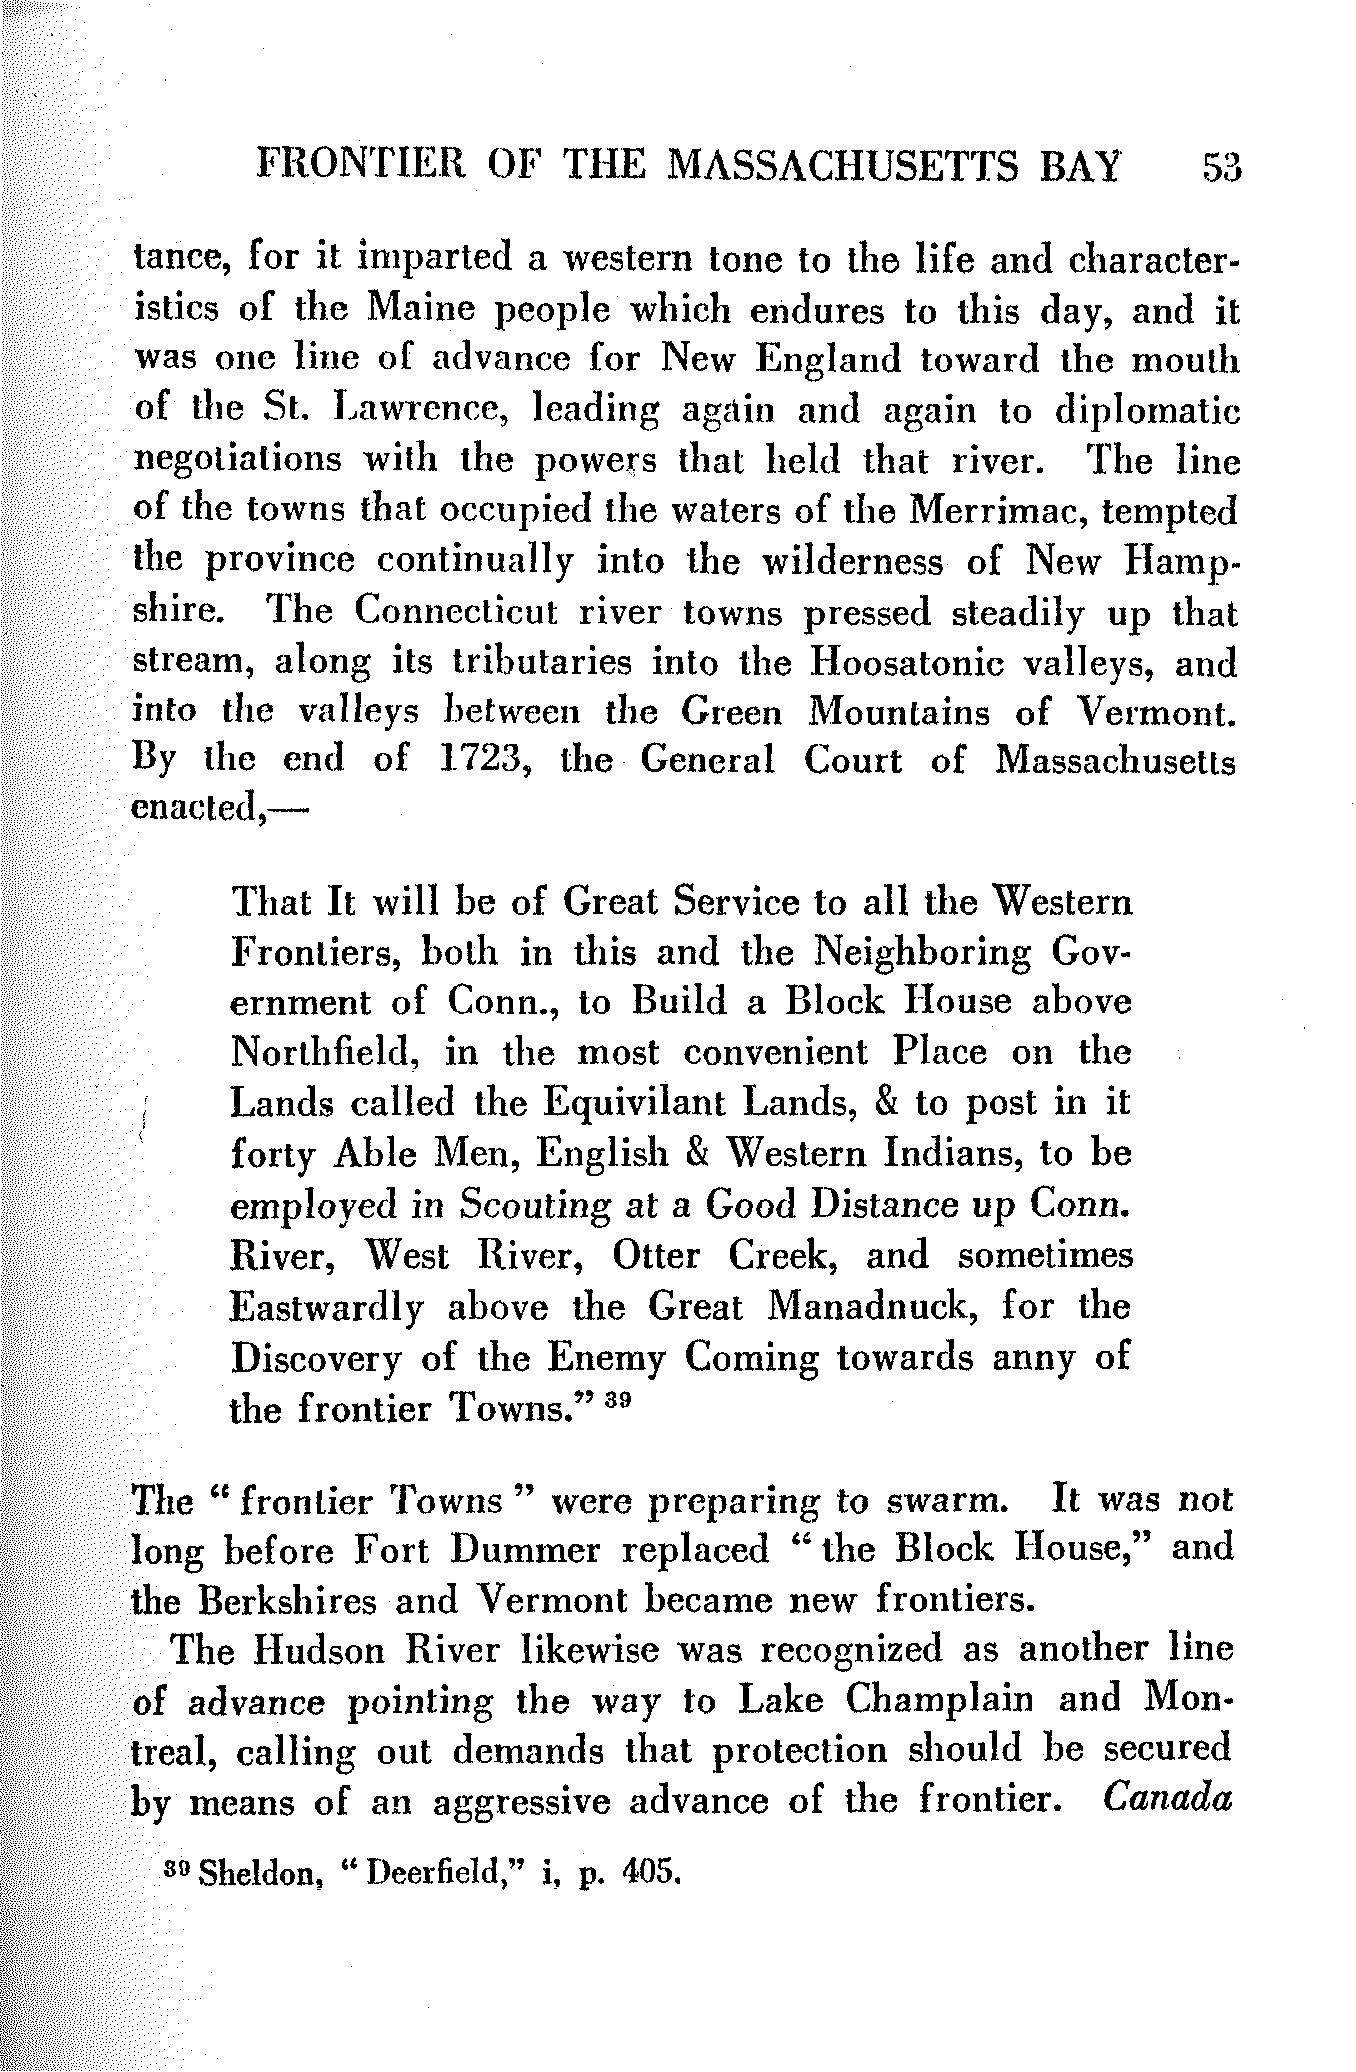 FRONTIER OF THE MASSACHUSETTS BAY 53
tance, for it imparted a western tone to the life and character-
istics of the Maine people which endures to this day, and it
was one line of advance for New England toward the mouth
of the St. Lawrence, leading again and again to diplomatic
negotiations with the powers that held that river. The line
of the towns that occupied the waters of the Merrimac, tempted
the province continually into the wilderness of New Hamp-
shire. The Connecticut river towns pressed steadily up that
stream, along its tributaries into the Hoosatonic valleys, and
into the valleys between the Green Mountains of Vermont.
By the end of 1723, the General Court of Massachusetts
enacted,—
That It will be of Great Service to all the Western
Frontiers, both in this and the Neighboring Gov-
ernment of Conn., to Build a Block House above
Northfield, in the most convenient Place on the
Lands called the Equivilant Lands, & to post in it
forty Able Men, English & Western Indians, to be
employed in Scouting at a Good Distance up Conn.
River, West River, Otter Creek, and sometimes
Eastwardly above the Great Manadnuck, for the
Discovery of the Enemy Coming towards anny of
the frontier Towns." 39
The " frontier Towns " were preparing to swarm. It was not
long before Fort Dummer replaced " the Block House," and
the Berkshires and Vermont became new frontiers.
The Hudson River likewise was recognized as another line
of advance pointing the way to Lake Champlain and Mon-
treal, calling out demands that protection should be secured
by means of an aggressive advance of the frontier. Canada
39 Sheldon, " Deerfield," i, p. 405.